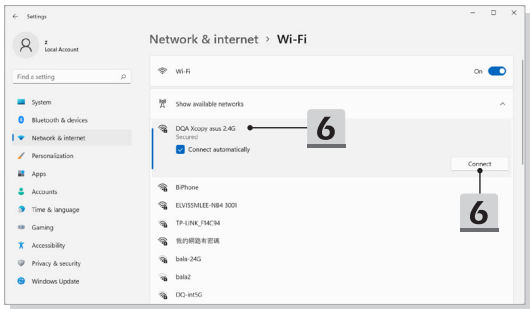 Settings
z
Local Account
Find a setting
System
Bluetooth & devices
Network & internet
Personalization
Apps
Accounts
Time & language
Gaming
Accessibility
Privacy & security
Windows Update
Network & internet > Wi-Fi
Wi-Fi
On
Show available networks
DQA Xcopy asus 2.4G
Secured
Connect automatically
6
Connect
6
BiPhone
ELVISSMLEE-NB4 3001
TP-LINK_F14C94
我的網路有密碼
bala-24G
bala2
DQ-int5G